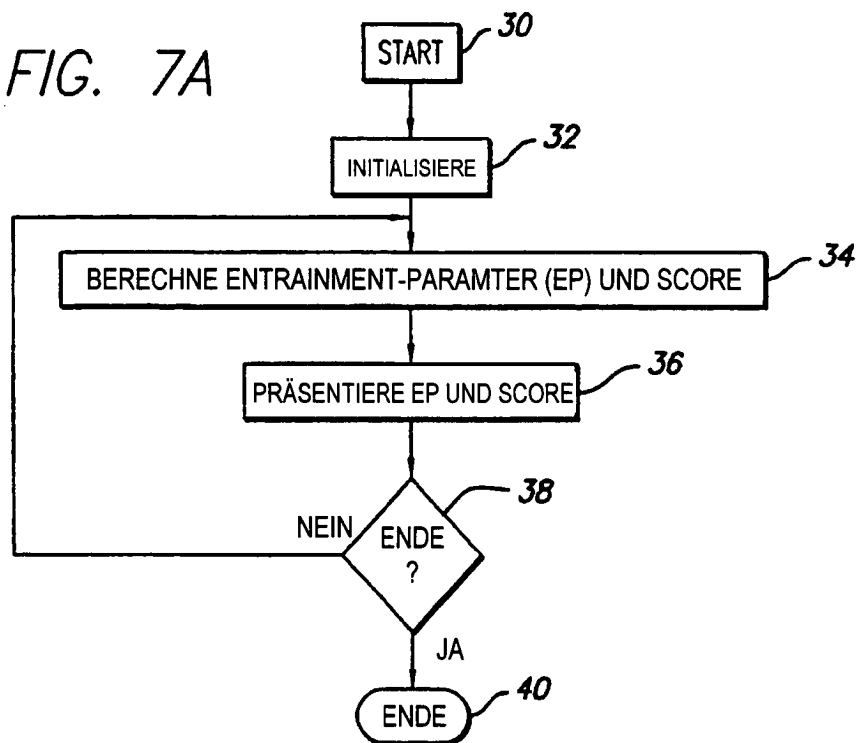 FIG. 7A
START
30
INITIALISIERE
32
BERECHNE ENTRAINMENT-PARAMTER (EP) UND SCORE
34
PRÄSENTIERE EP UND SCORE
36
38
NEIN
ENDE
?
JA
ENDE
40